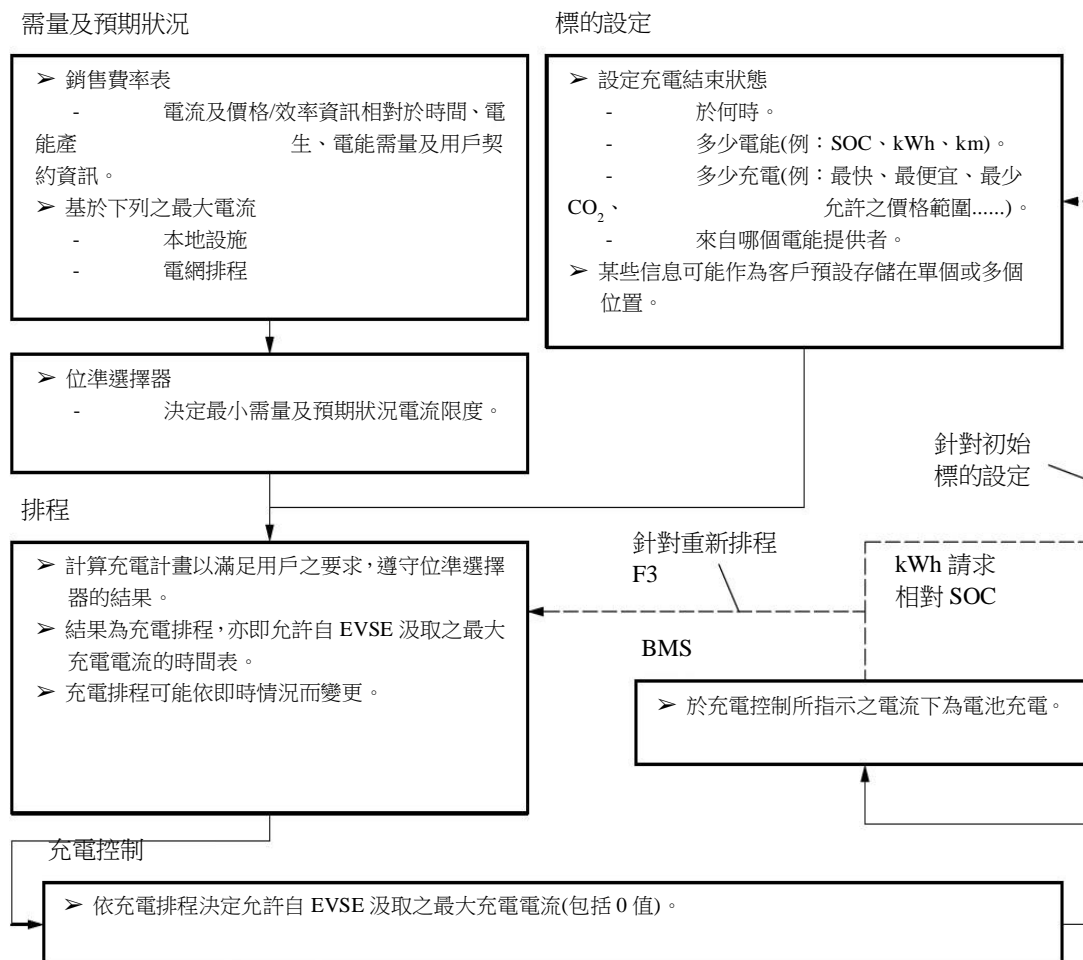 需量及預期狀況
➢ 銷售費率表
- 電流及價格/效率資訊相對於時間、電
能產 生、電能需量及用戶契
約資訊。
➢ 基於下列之最大電流
- 本地設施
- 電網排程
標的設定
➢ 設定充電結束狀態
- 於何時。
- 多少電能(例：SOC、kWh、km)。
- 多少充電(例：最快、最便宜、最少
CO₂、 允許之價格範圍......)。
- 來自哪個電能提供者。
➢ 某些信息可能作為客戶預設存儲在單個或多個
位置。
➢ 位準選擇器
- 決定最小需量及預期狀況電流限度。
針對初始
標的設定
排程
➢ 計算充電計畫以滿足用戶之要求，遵守位準選擇
器的結果。
➢ 結果為充電排程，亦即允許自 EVSE 汲取之最大
充電電流的時間表。
➢ 充電排程可能依即時情況而變更。
針對重新排程
F3
kWh 請求
相對 SOC
BMS
➢ 於充電控制所指示之電流下為電池充電。
充電控制
➢ 依充電排程決定允許自 EVSE 汲取之最大充電電流(包括 0 值)。